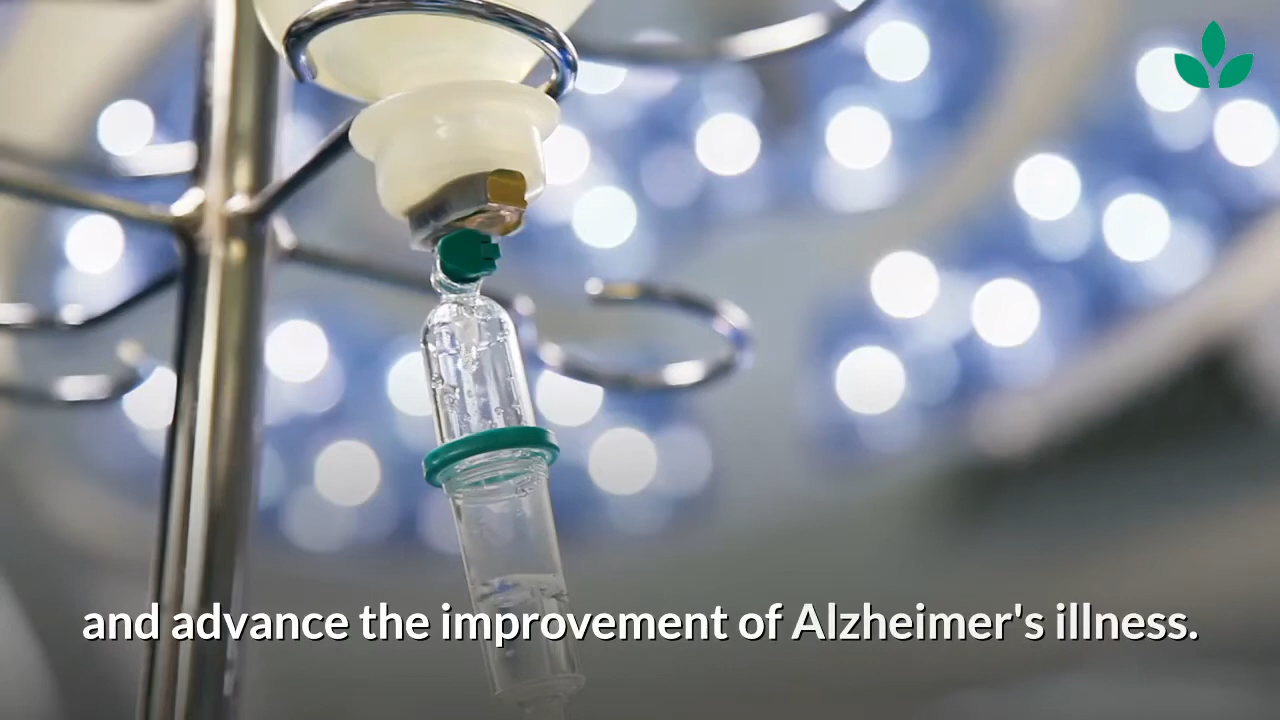 and advance the improvement of Alzheimer's illness.